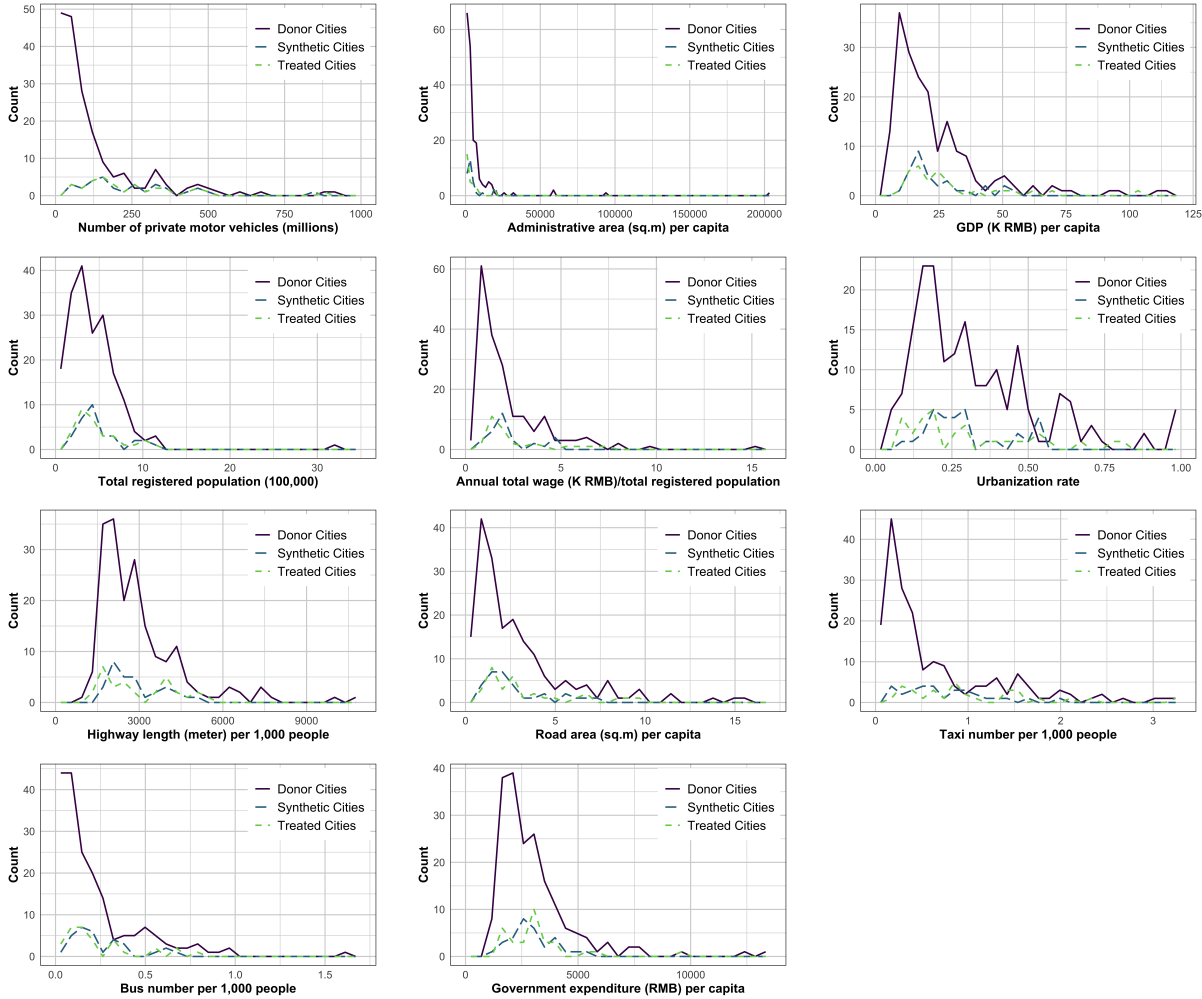 50
40
30
20
10
0
Count
Donor Cities
Synthetic Cities
Treated Cities
0 250 500 750 1000
Number of private motor vehicles (millions)
60
40
20
0
Count
Donor Cities
Synthetic Cities
Treated Cities
0 50000 100000 150000 200000
Administrative area (sq.m) per capita
30
20
10
0
Count
Donor Cities
Synthetic Cities
Treated Cities
0 25 50 75 100 125
GDP (K RMB) per capita
40
30
20
10
0
Count
Donor Cities
Synthetic Cities
Treated Cities
0 10 20 30
Total registered population (100,000)
60
40
20
0
Count
Donor Cities
Synthetic Cities
Treated Cities
0 5 10 15
Annual total wage (K RMB)/total registered population
20
15
10
5
0
Count
Donor Cities
Synthetic Cities
Treated Cities
0.00 0.25 0.50 0.75 1.00
Urbanization rate
30
20
10
0
Count
Donor Cities
Synthetic Cities
Treated Cities
0 3000 6000 9000
Highway length (meter) per 1,000 people
40
30
20
10
0
Count
Donor Cities
Synthetic Cities
Treated Cities
0 5 10 15
Road area (sq.m) per capita
40
30
20
10
0
Count
Donor Cities
Synthetic Cities
Treated Cities
0 1 2 3
Taxi number per 1,000 people
40
30
20
10
0
Count
Donor Cities
Synthetic Cities
Treated Cities
0.0 0.5 1.0 1.5
Bus number per 1,000 people
40
30
20
10
0
Count
Donor Cities
Synthetic Cities
Treated Cities
0 5000 10000
Government expenditure (RMB) per capita